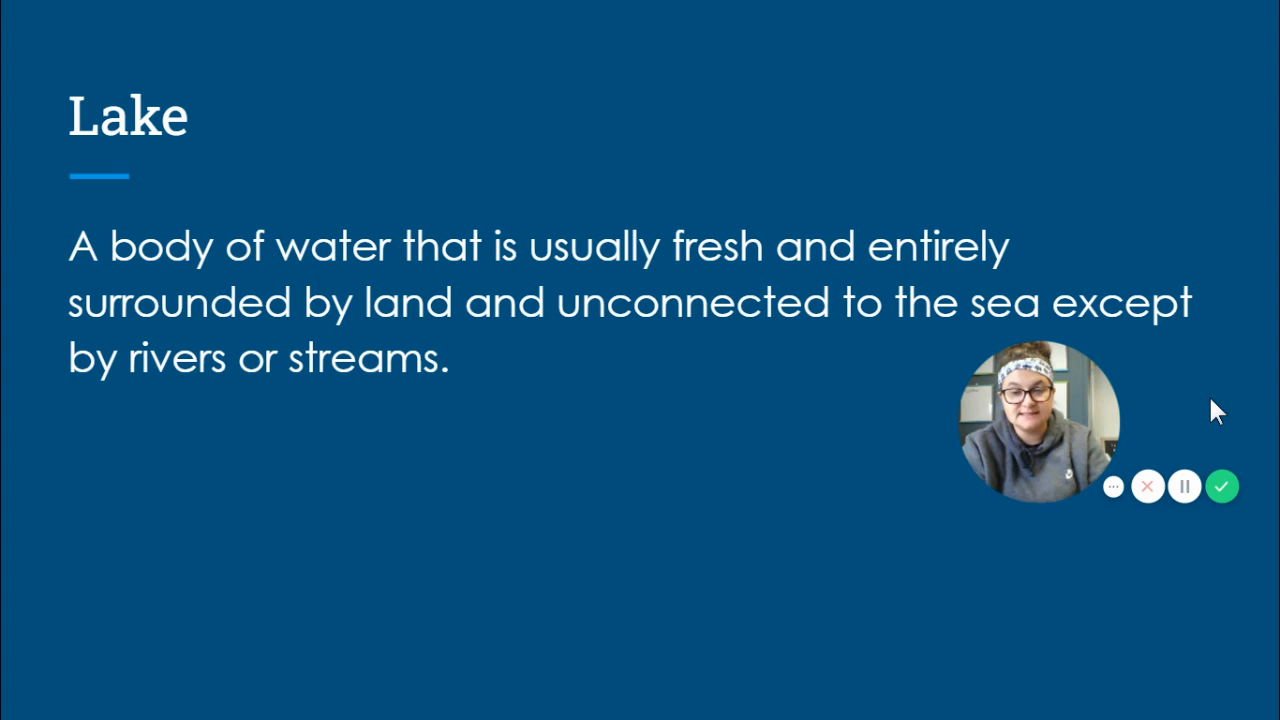 Lake
A body of water that is usually fresh and entirely
surrounded by land and unconnected to the sea except
by rivers or streams.